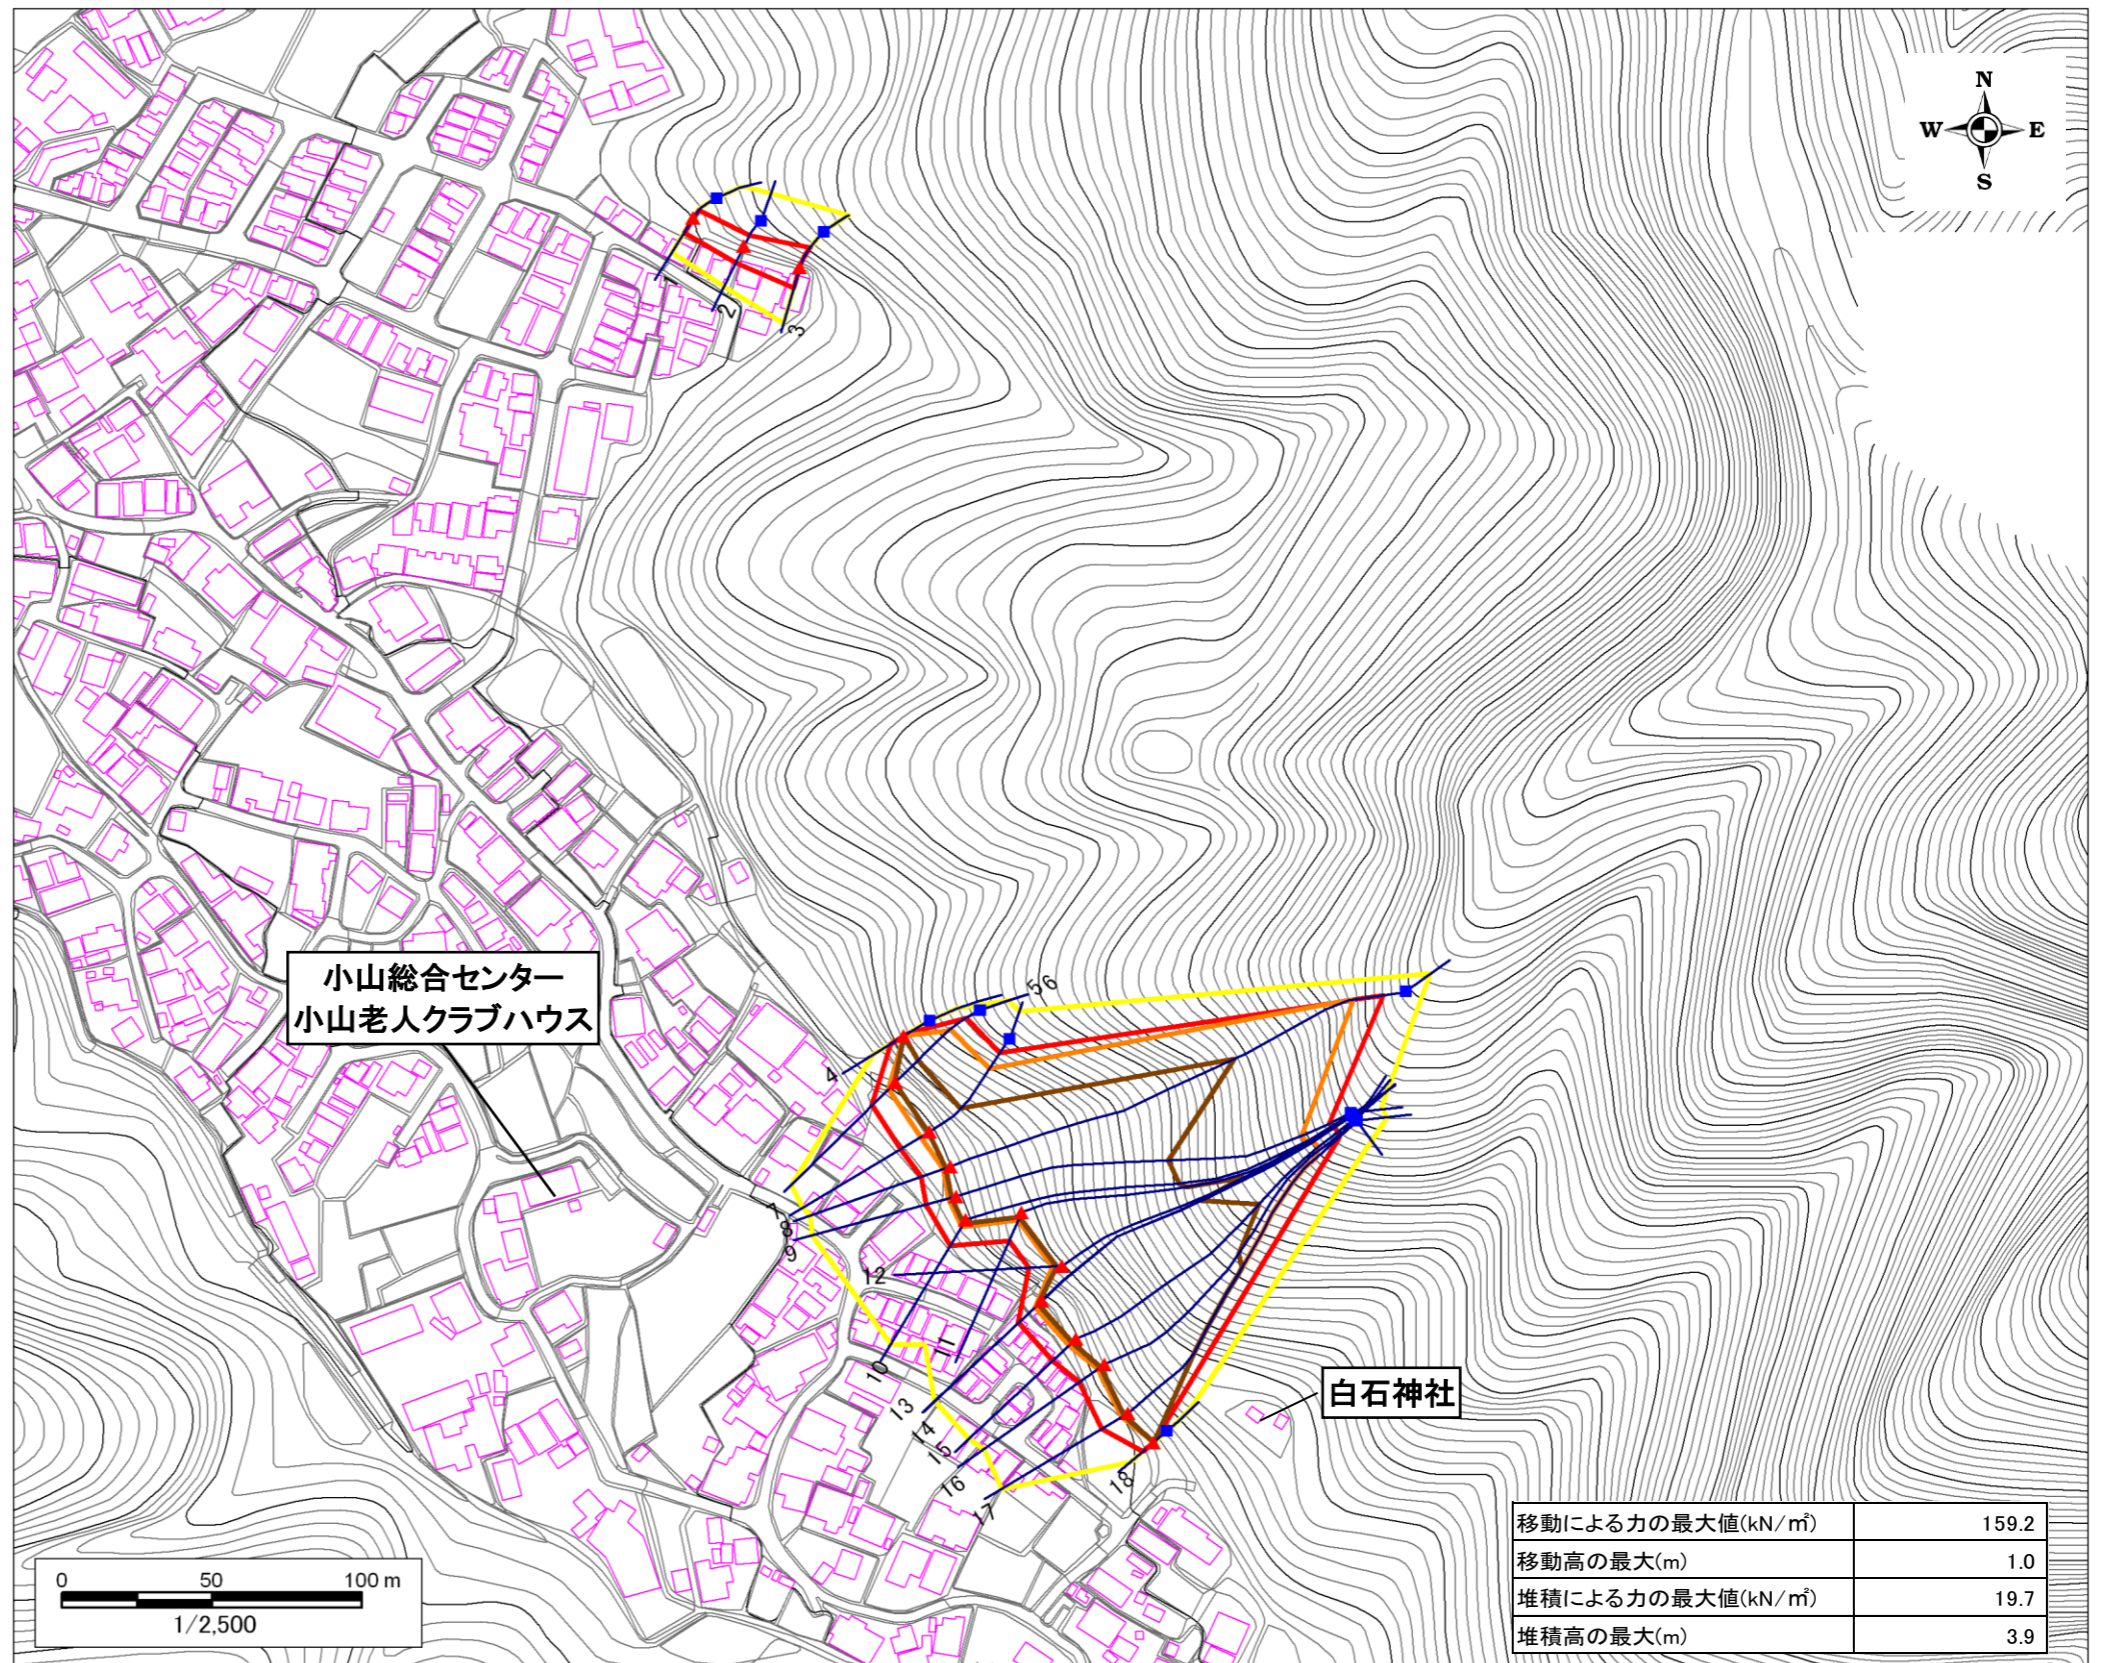 N
W E
S
1
2
3
小山総合センター
小山老人クラブハウス
5 6
4
7
8
9
12
11
10
13
14
15
16
17
18
白石神社
移動による力の最大値(kN/㎡) 159.2
移動高の最大(m) 1.0
堆積による力の最大値(kN/㎡) 19.7
堆積高の最大(m) 3.9
0 50 100 m
1/2,500